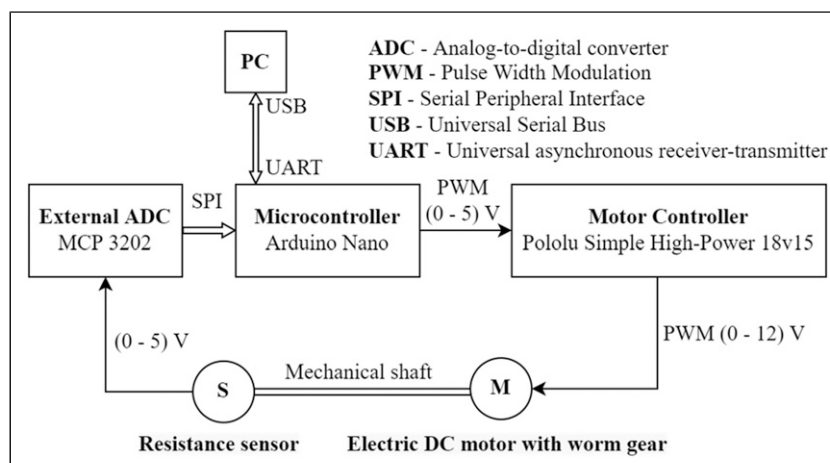 PC
ADC - Analog-to-digital converter
PWM - Pulse Width Modulation
SPI - Serial Peripheral Interface
USB - Universal Serial Bus
UART - Universal asynchronous receiver-transmitter
USB
UART
External ADC
MCP 3202
SPI
Microcontroller
Arduino Nano
PWM
(0 - 5) V
Motor Controller
Pololu Simple High-Power 18v15
(0 - 5) V
PWM (0 - 12) V
Mechanical shaft
S
M
Resistance sensor
Electric DC motor with worm gear